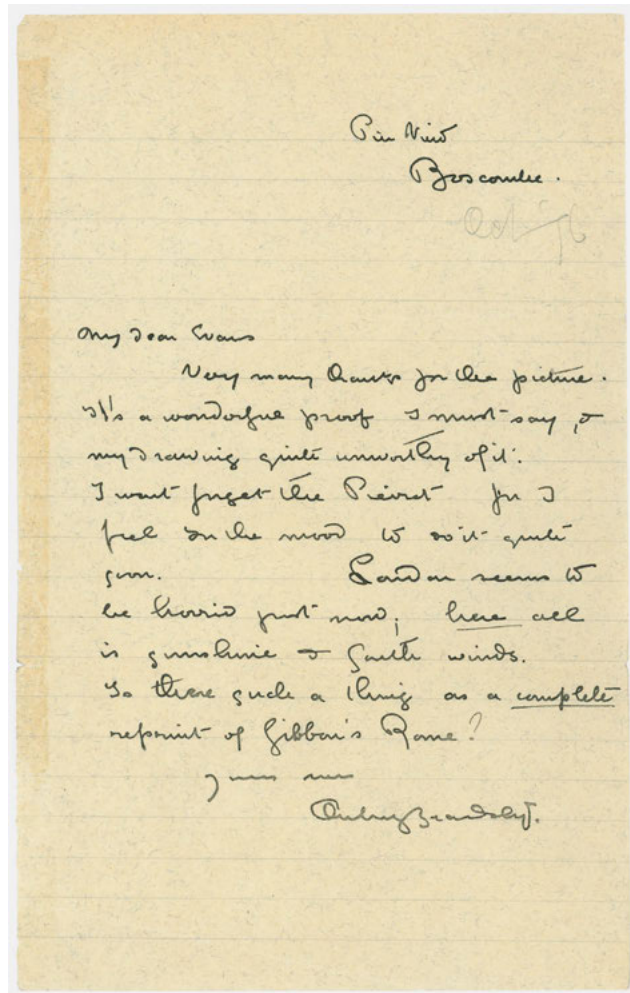 Pier View
Boscombe.
My dear Evans
Very many thanks for the picture.
It's a wonderful proof I must say, &
my drawing quite unworthy of it.
I wont forget the Pierrot for I
feel in the mood to do it quite
soon. London seems to
be horrid just now; here all
is sunshine & South winds.
Is there such a thing as a complete
reprint of Gibbon's Rome?
Yours ever
Aubrey Beardsley.